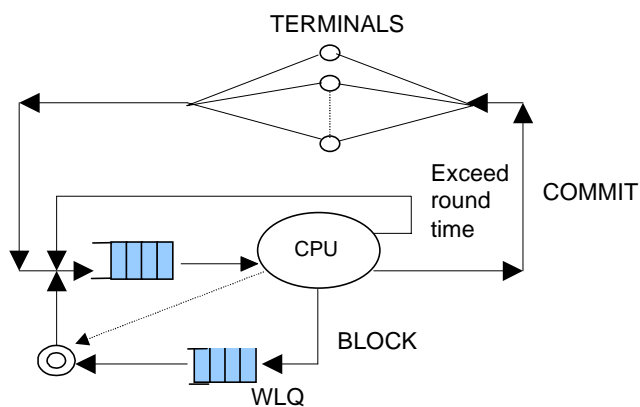 TERMINALS
Exceed
round
time
COMMIT
CPU
BLOCK
WLQ